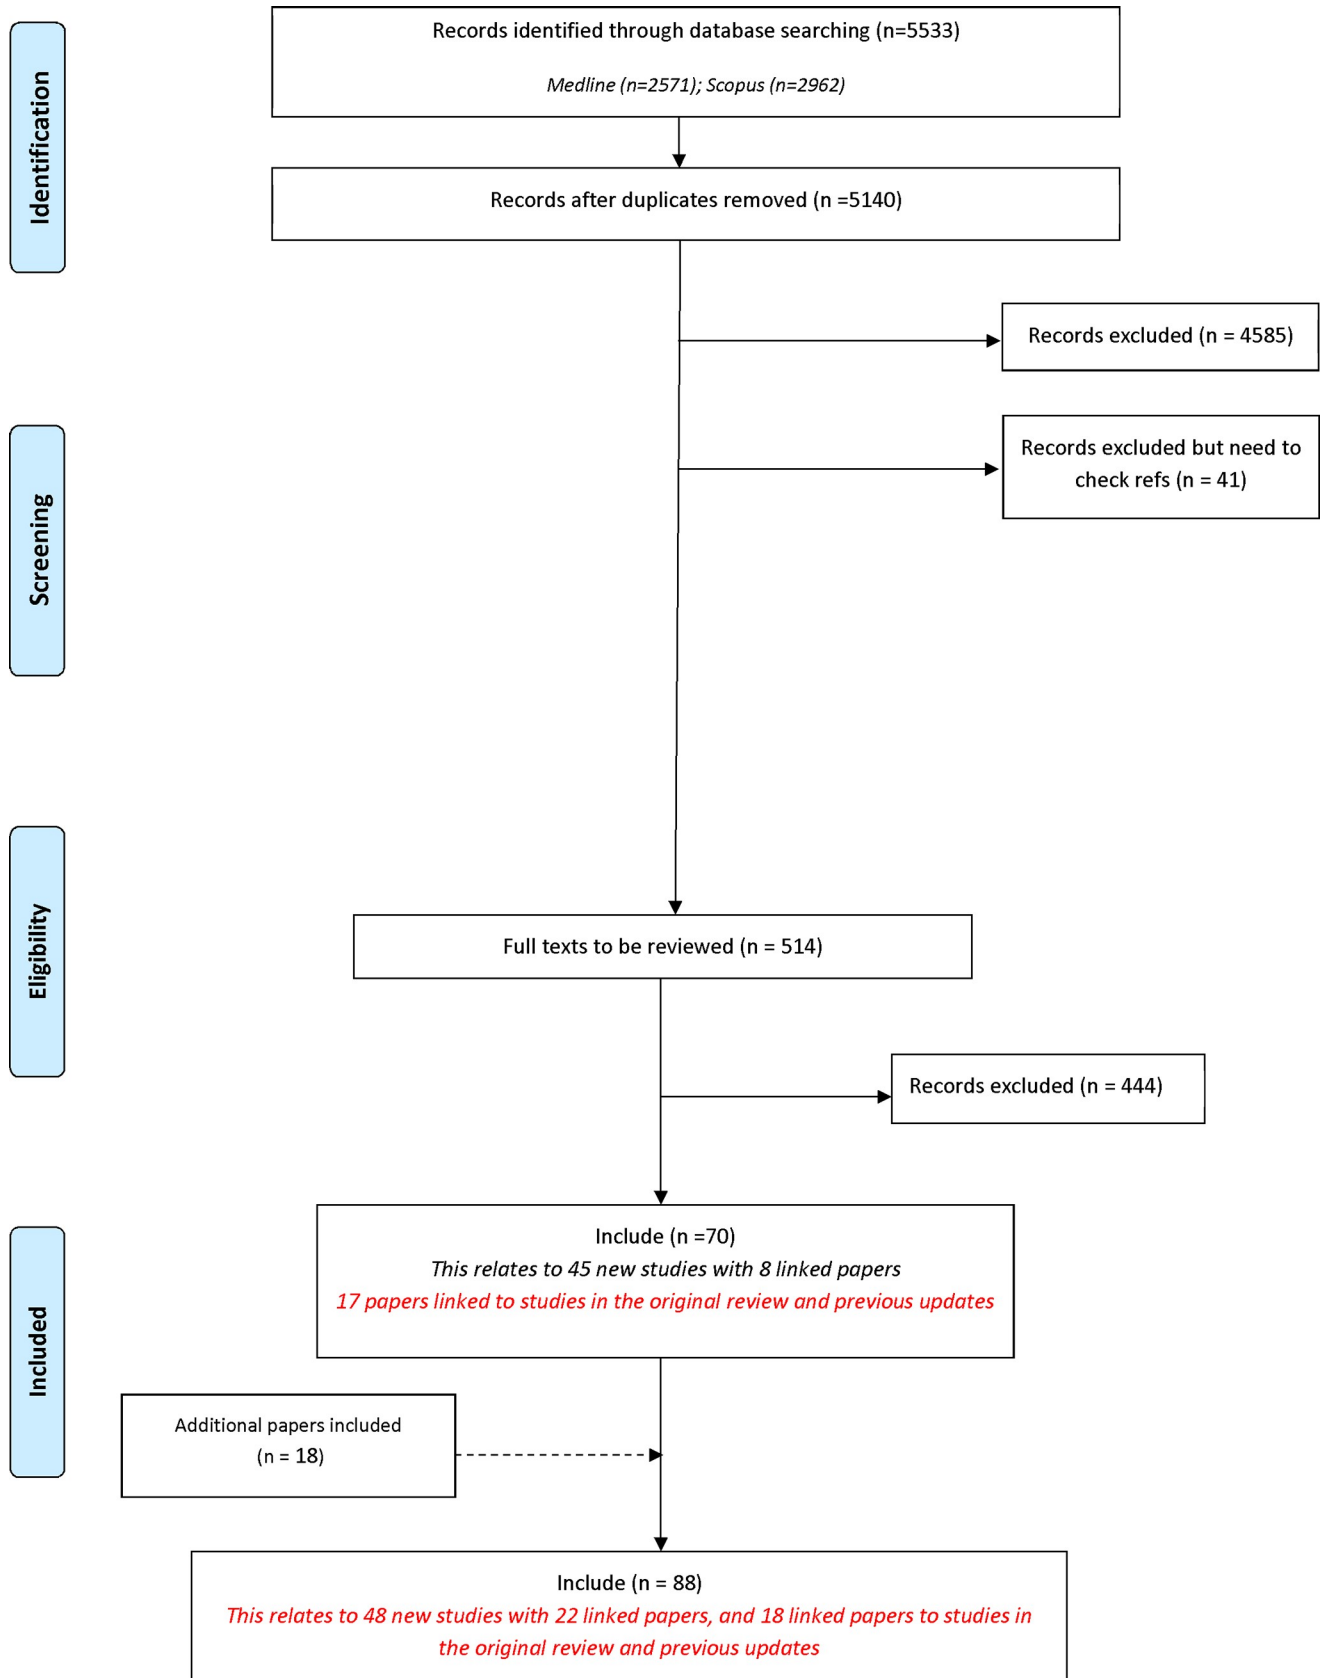 Identification
Records identified through database searching (n=5533)
Medline (n=2571); Scopus (n=2962)
Records after duplicates removed (n =5140)
Records excluded (n = 4585)
Screening
Records excluded but need to
check refs (n = 41)
Eligibility
Full texts to be reviewed (n = 514)
Records excluded (n = 444)
Included
Include (n =70)
This relates to 45 new studies with 8 linked papers
17 papers linked to studies in the original review and previous updates
Additional papers included
(n = 18)
Include (n = 88)
This relates to 48 new studies with 22 linked papers, and 18 linked papers to studies in
the original review and previous updates